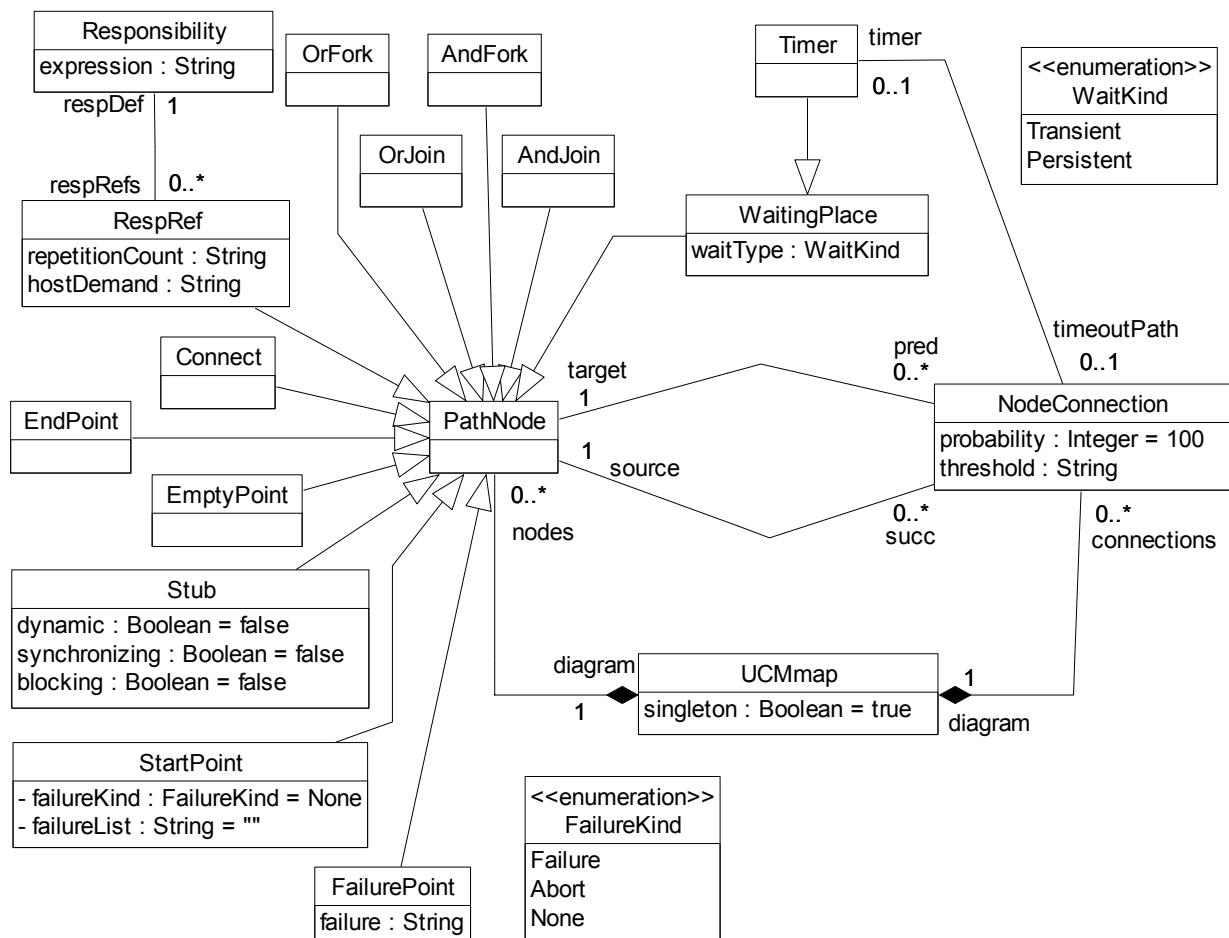 Responsibility
expression : String
respDef
1
respRefs
0..*
RespRef
repetitionCount : String
hostDemand : String
OrFork
AndFork
OrJoin
AndJoin
Timer
timer
0..1
<<enumeration>>
WaitKind
Transient
Persistent
WaitingPlace
waitType : WaitKind
timeoutPath
0..1
Connect
EndPoint
EmptyPoint
PathNode
target
1
pred
0..*
1
source
0..*
succ
NodeConnection
probability : Integer = 100
threshold : String
0..*
nodes
0..*
connections
Stub
dynamic : Boolean = false
synchronizing : Boolean = false
blocking : Boolean = false
diagram
1
UCMmap
singleton : Boolean = true
1
diagram
StartPoint
- failureKind : FailureKind = None
- failureList : String = ""
FailurePoint
failure : String
<<enumeration>>
FailureKind
Failure
Abort
None